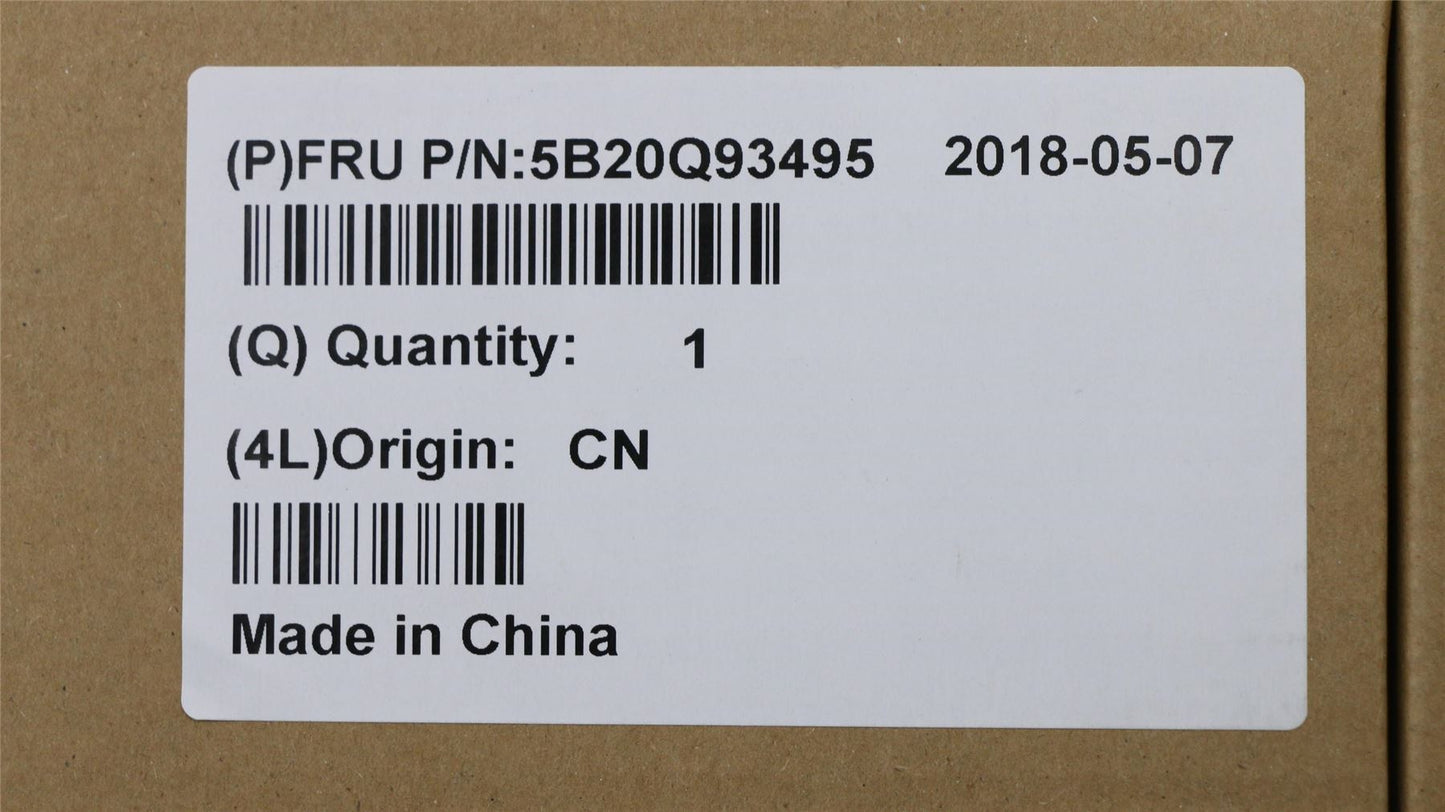 (P)FRU P/N:5B20Q93495 2018-05-07
(Q) Quantity: 1
(4L)Origin: CN
Made in China